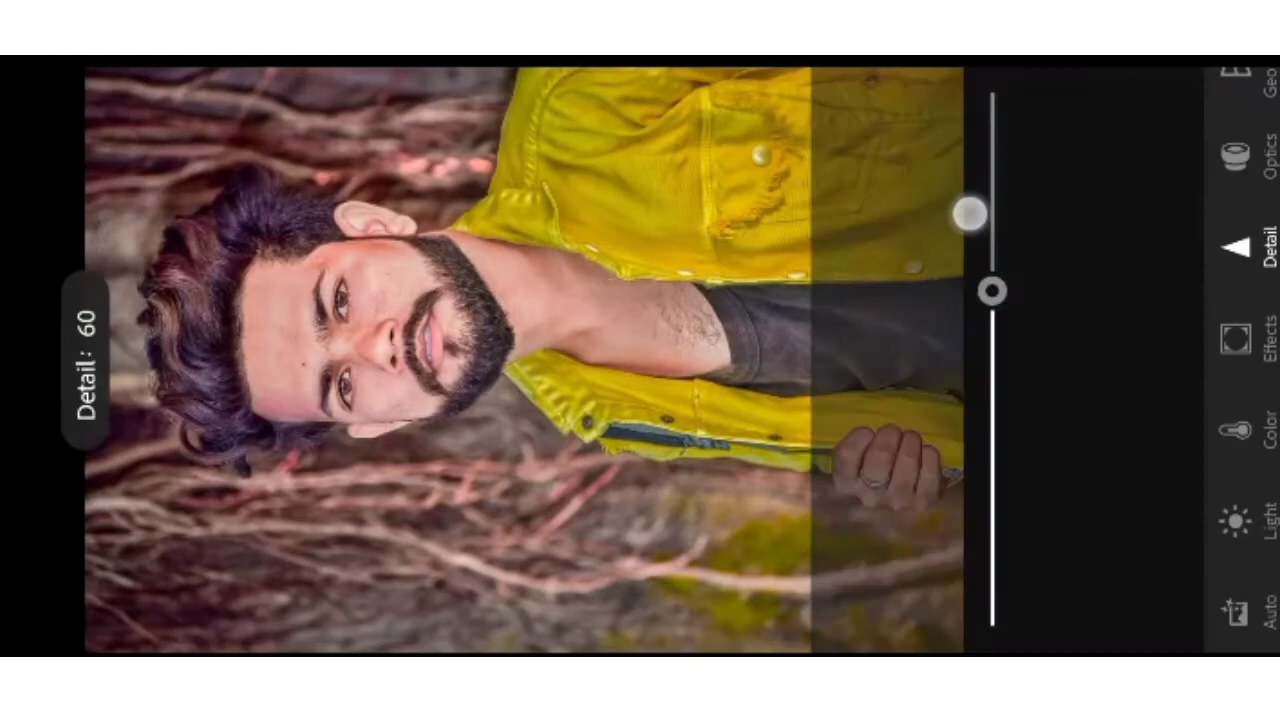 Detail: 60
Auto
Light
Color
Effects
Detail
Optics
Geo